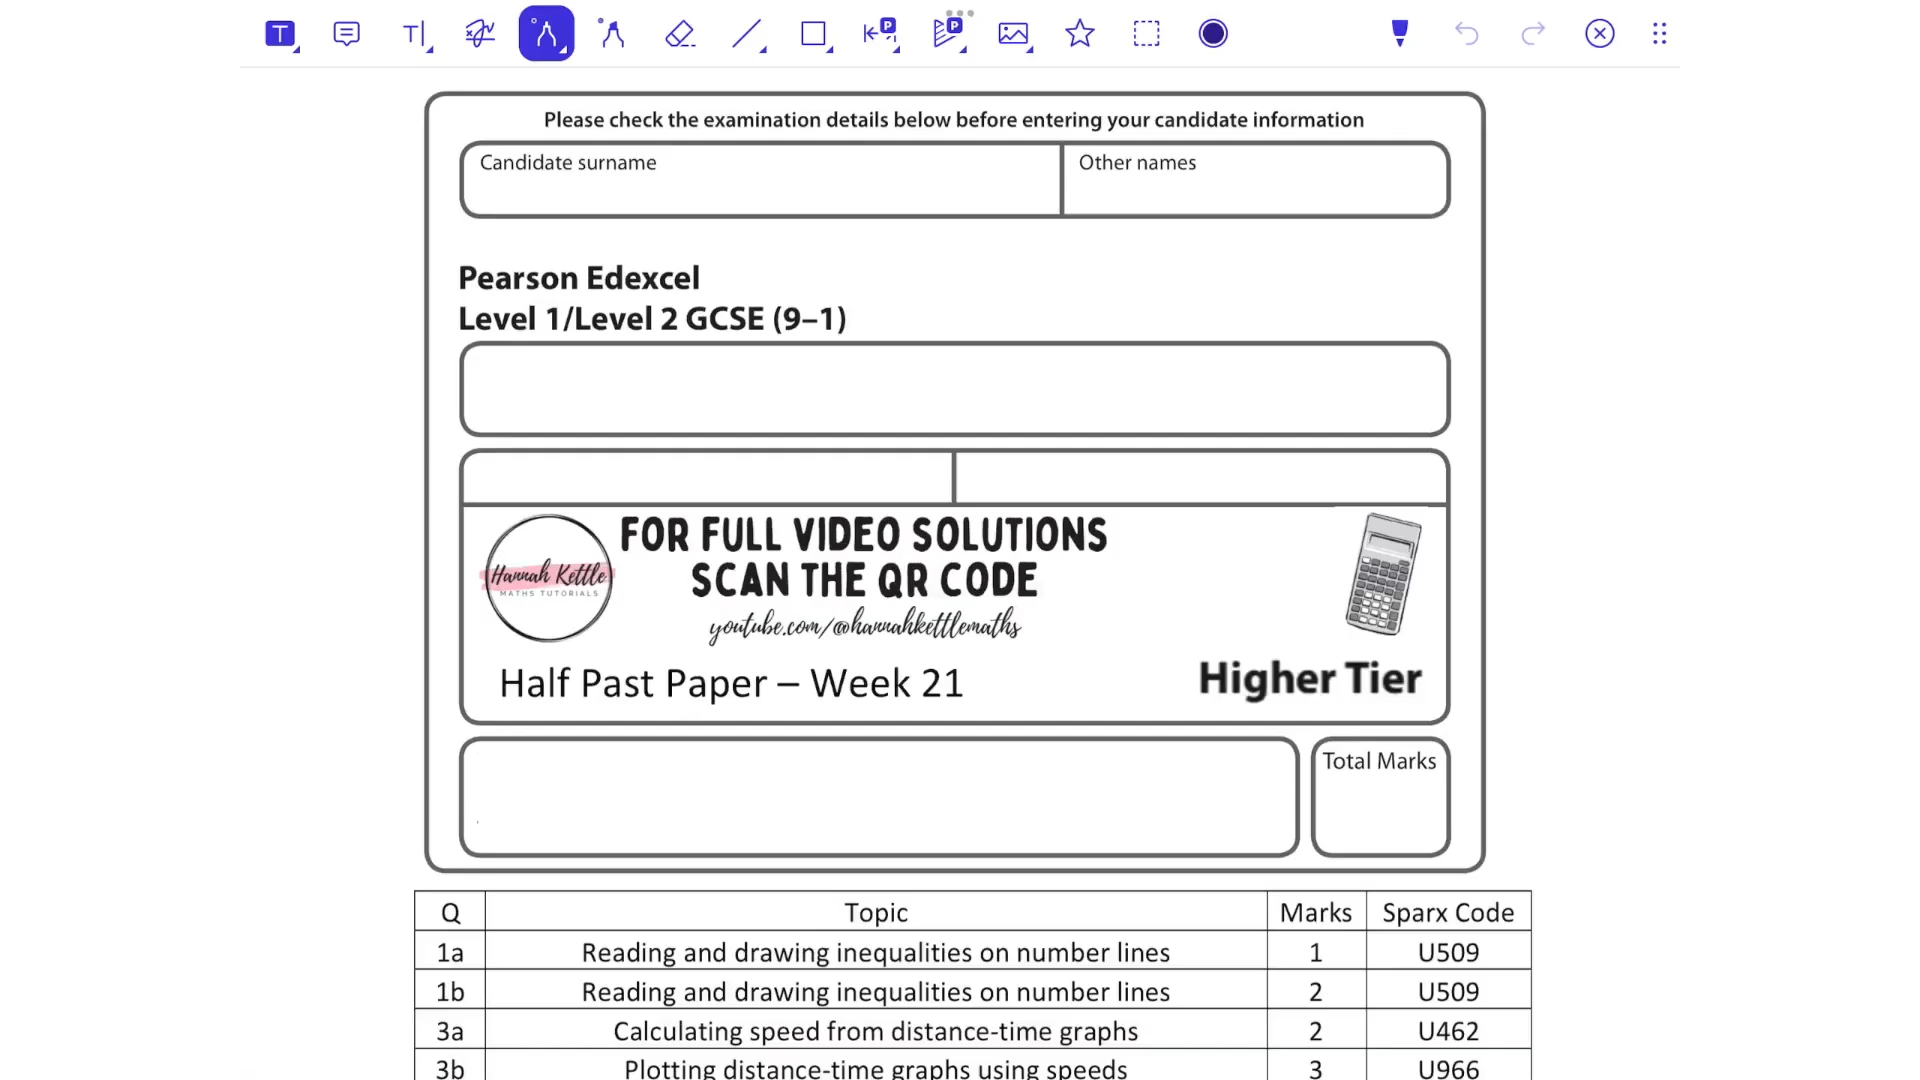 Please check the examination details below before entering your candidate information
Candidate surname
Other names
Pearson Edexcel
Level 1/Level 2 GCSE (9–1)
FOR FULL VIDEO SOLUTIONS
SCAN THE QR CODE
Hannah Kettle
MATHS TUTORIALS
youtube.com/@hannahkettlemaths
Half Past Paper – Week 21
Higher Tier
Total Marks
Q Topic Marks Sparx Code
1a Reading and drawing inequalities on number lines 1 U509
1b Reading and drawing inequalities on number lines 2 U509
3a Calculating speed from distance-time graphs 2 U462
3b Plotting distance-time graphs using speeds 3 U966